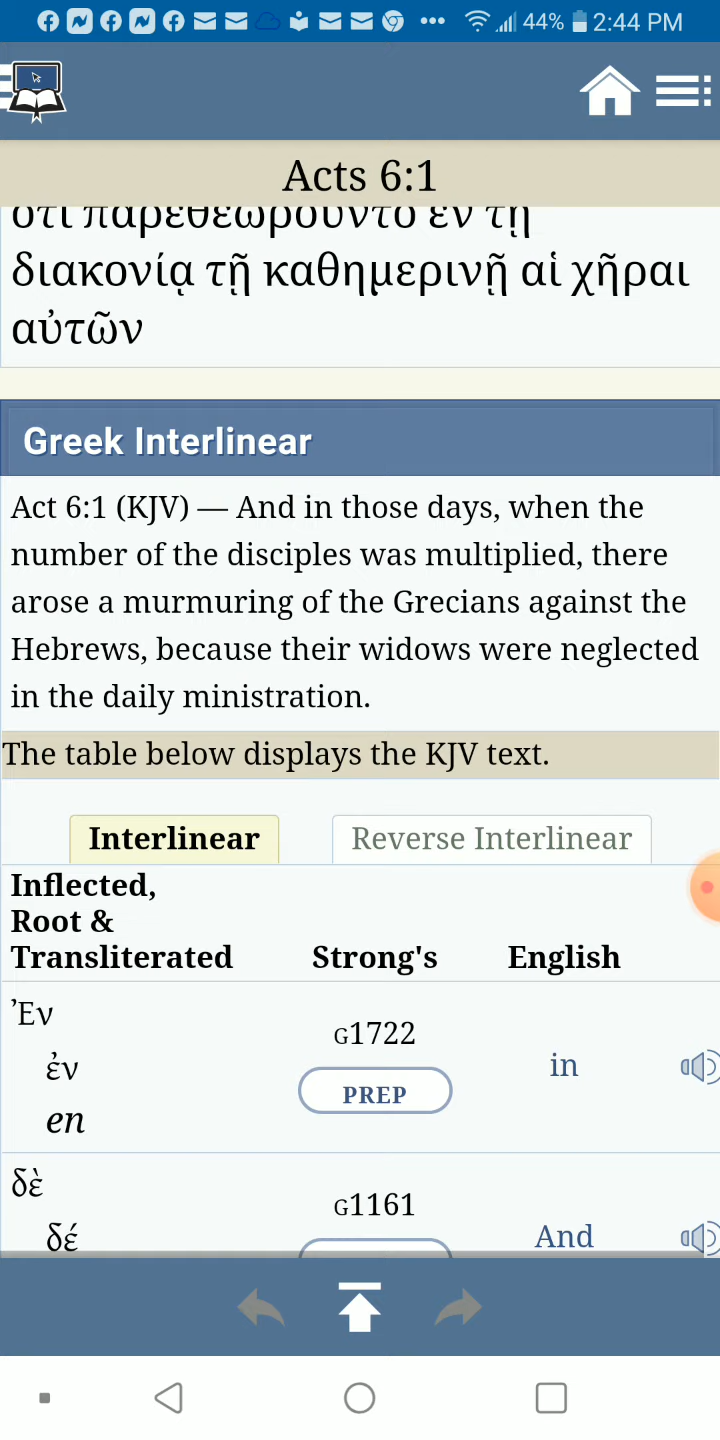 44% 2:44 PM
Acts 6:1
ὅτι παρεθεωροῦντο ἐν τῇ
διακονίᾳ τῇ καθημερινῇ αἱ χῆραι
αὐτῶν
Greek Interlinear
Act 6:1 (KJV) — And in those days, when the
number of the disciples was multiplied, there
arose a murmuring of the Grecians against the
Hebrews, because their widows were neglected
in the daily ministration.
The table below displays the KJV text.
Interlinear Reverse Interlinear
Inflected,
Root &
Transliterated Strong's English
Ἐν
ἐν
en
G1722
PREP
in
δὲ
δέ
G1161
And